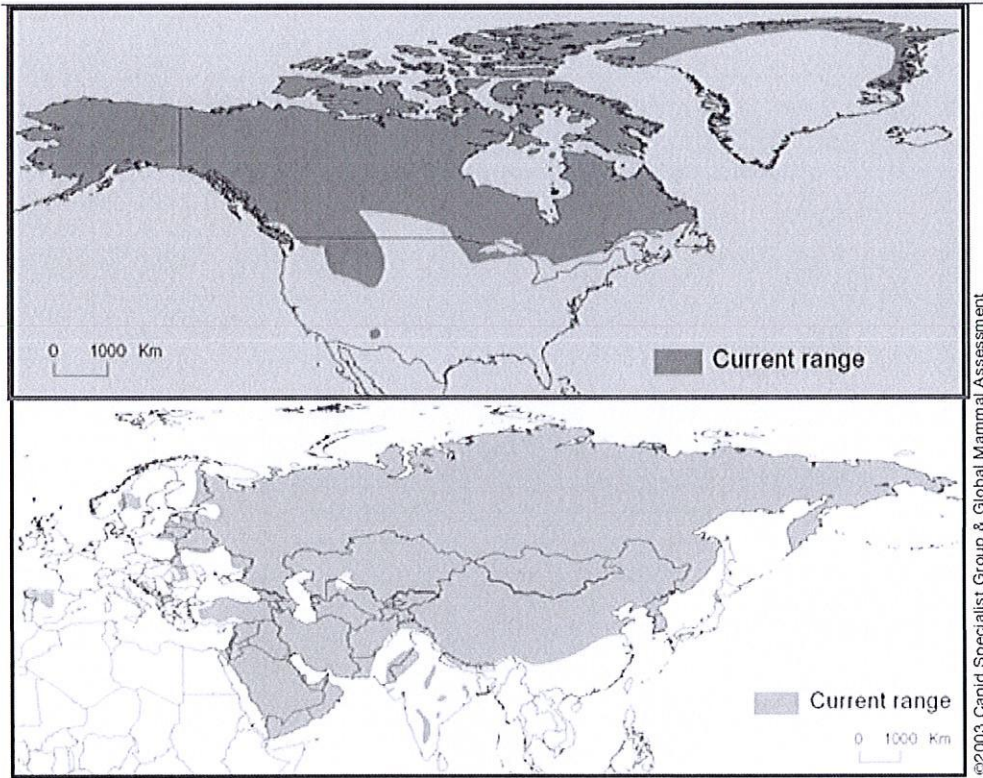 0 1000 Km
Current range
Current range
0 1000 Km
©2003 Canid Specialist Group & Global Mammal Assessment